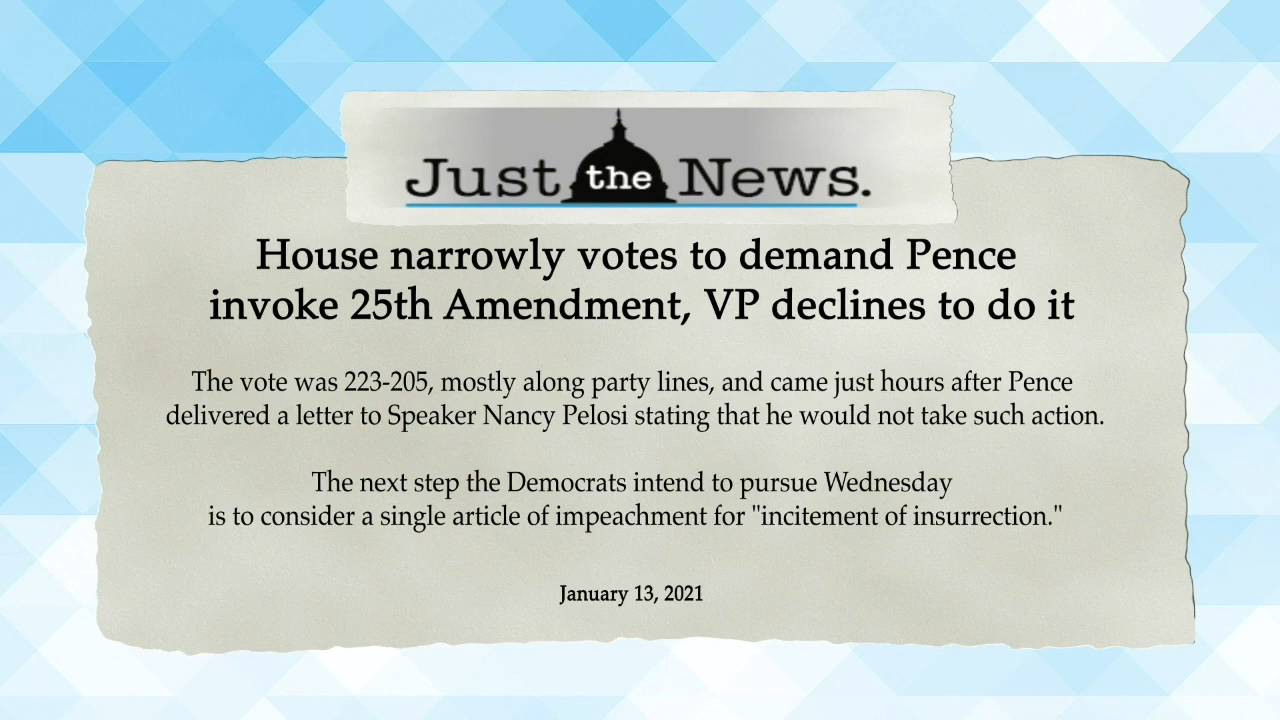 Just the News.
House narrowly votes to demand Pence
invoke 25th Amendment, VP declines to do it
The vote was 223-205, mostly along party lines, and came just hours after Pence
delivered a letter to Speaker Nancy Pelosi stating that he would not take such action.
The next step the Democrats intend to pursue Wednesday
is to consider a single article of impeachment for "incitement of insurrection."
January 13, 2021